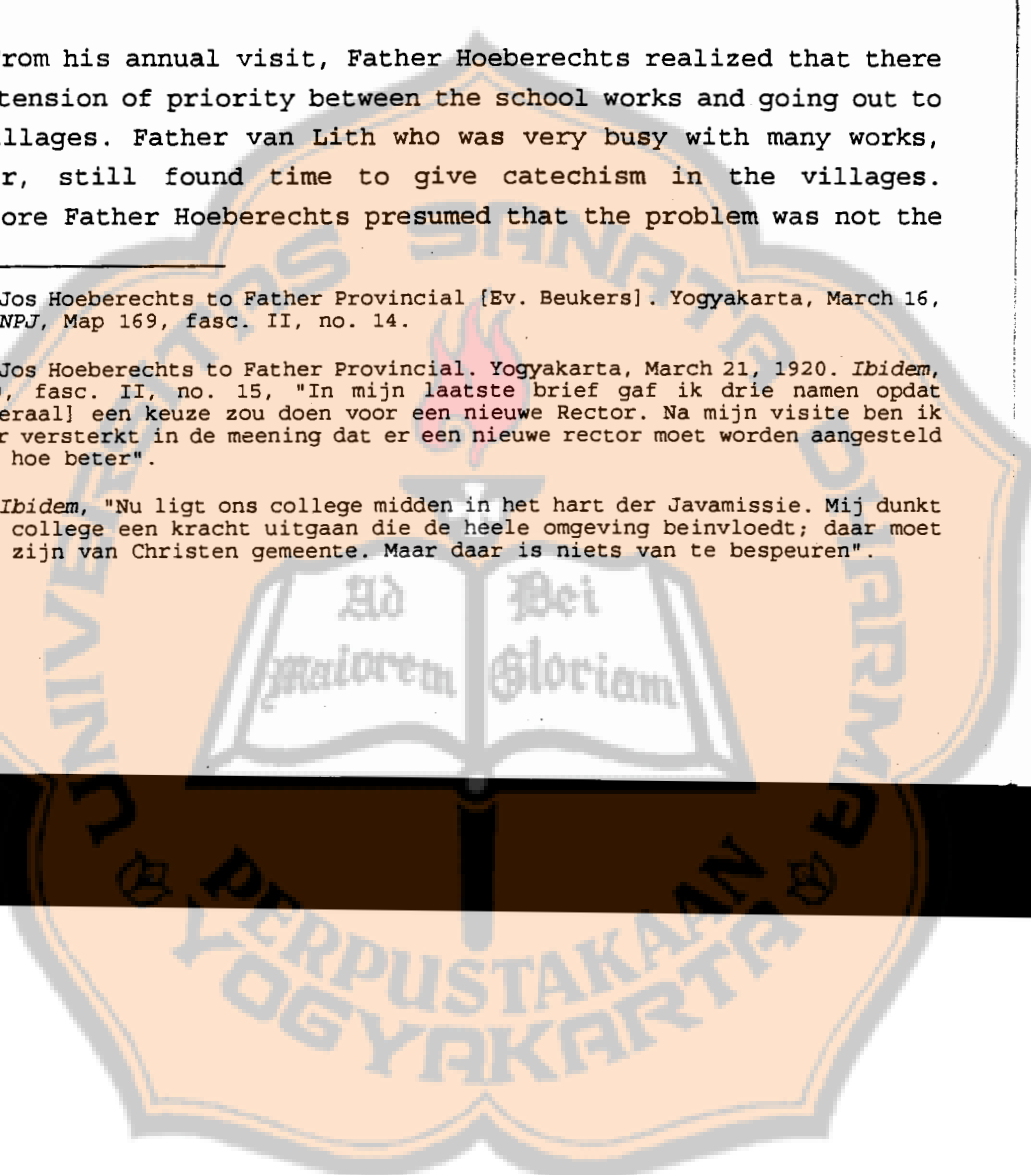 rom his annual visit, Father Hoeberechts realized that there
tension of priority between the school works and going out to
llages. Father van Lith who was very busy with many works,
r, still found time to give catechism in the villages.
ore Father Hoeberechts presumed that the problem was not the
Jos Hoeberechts to Father Provincial [Ev. Beukers]. Yogyakarta, March 16,
NPJ, Map 169, fasc. II, no. 14.
Jos Hoeberechts to Father Provincial. Yogyakarta, March 21, 1920. Ibidem,
, fasc. II, no. 15, "In mijn laatste brief gaf ik drie namen opdat
eraal] een keuze zou doen voor een nieuwe Rector. Na mijn visite ben ik
r versterkt in de meening dat er een nieuwe rector moet worden aangesteld
hoe beter".
Ibidem, "Nu ligt ons college midden in het hart der Javamissie. Mij dunkt
college een kracht uitgaan die de heele omgeving beinvloedt; daar moet
zijn van Christen gemeente. Maar daar is niets van te bespeuren".
UNIVERSITAS SANATA DHARMA
Ad Dei
maiorem Gloriam
PERPUSTAKAAN
YOGYAKARTA